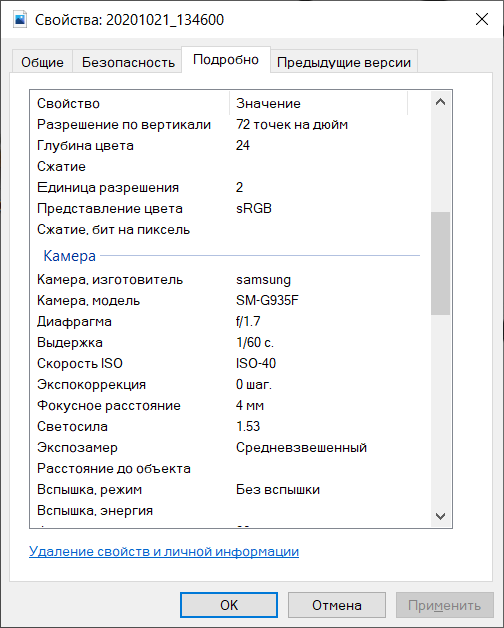 Свойства: 20201021_134600
Общие Безопасность Подробно Предыдущие версии
Свойство Значение
Разрешение по вертикали 72 точек на дюйм
Глубина цвета 24
Сжатие
Единица разрешения 2
Представление цвета sRGB
Сжатие, бит на пиксель
Камера
Камера, изготовитель samsung
Камера, модель SM-G935F
Диафрагма f/1.7
Выдержка 1/60 с.
Скорость ISO ISO-40
Экспокоррекция 0 шаг.
Фокусное расстояние 4 мм
Светосила 1.53
Экспозамер Средневзвешенный
Расстояние до объекта
Вспышка, режим Без вспышки
Вспышка, энергия
Удаление свойств и личной информации
OK Отмена Применить